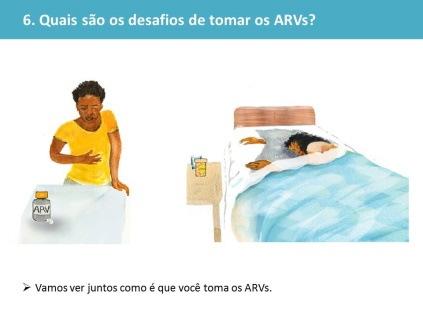 6. Quais são os desafios de tomar os ARVs?
ARV
➢ Vamos ver juntos como é que você toma os ARVs.